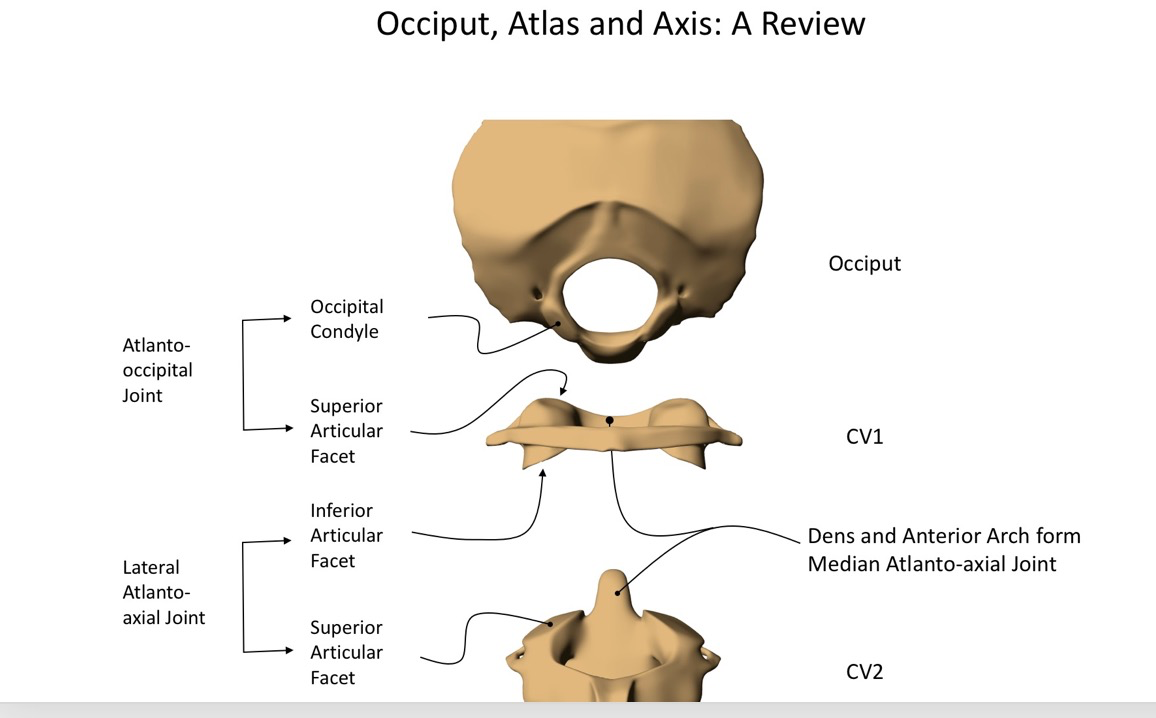 Occiput, Atlas and Axis: A Review
Occiput
Occipital
Condyle
Atlanto-
occipital
Joint
Superior
Articular
Facet
CV1
Inferior
Articular
Facet
Dens and Anterior Arch form
Median Atlanto-axial Joint
Lateral
Atlanto-
axial Joint
Superior
Articular
Facet
CV2